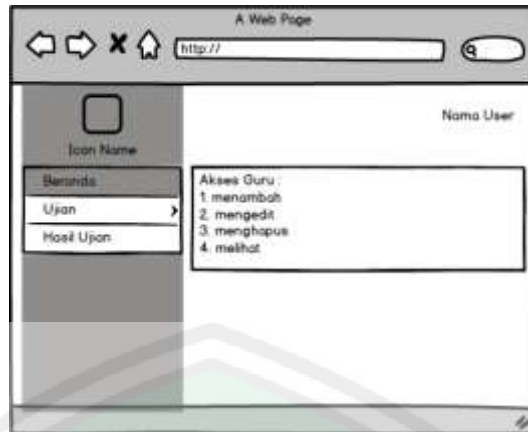 A Web Page
http://
Icon Name
Nama User
Beranda
Ujian
Hasil Ujian
Akses Guru :
1. menambah
2. mengedit
3. menghapus
4. melihat